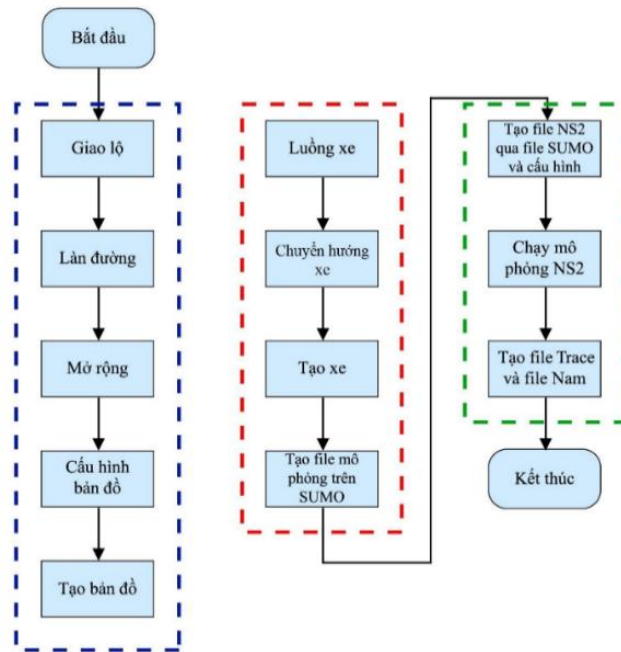 Bắt đầu
Giao lộ
Làn đường
Mở rộng
Cấu hình
bản đồ
Tạo bản đồ
Luồng xe
Chuyển hướng
xe
Tạo xe
Tạo file mô
phỏng trên
SUMO
Tạo file NS2
qua file SUMO
và cấu hình
Chạy mô
phỏng NS2
Tạo file Trace
và file Nam
Kết thúc